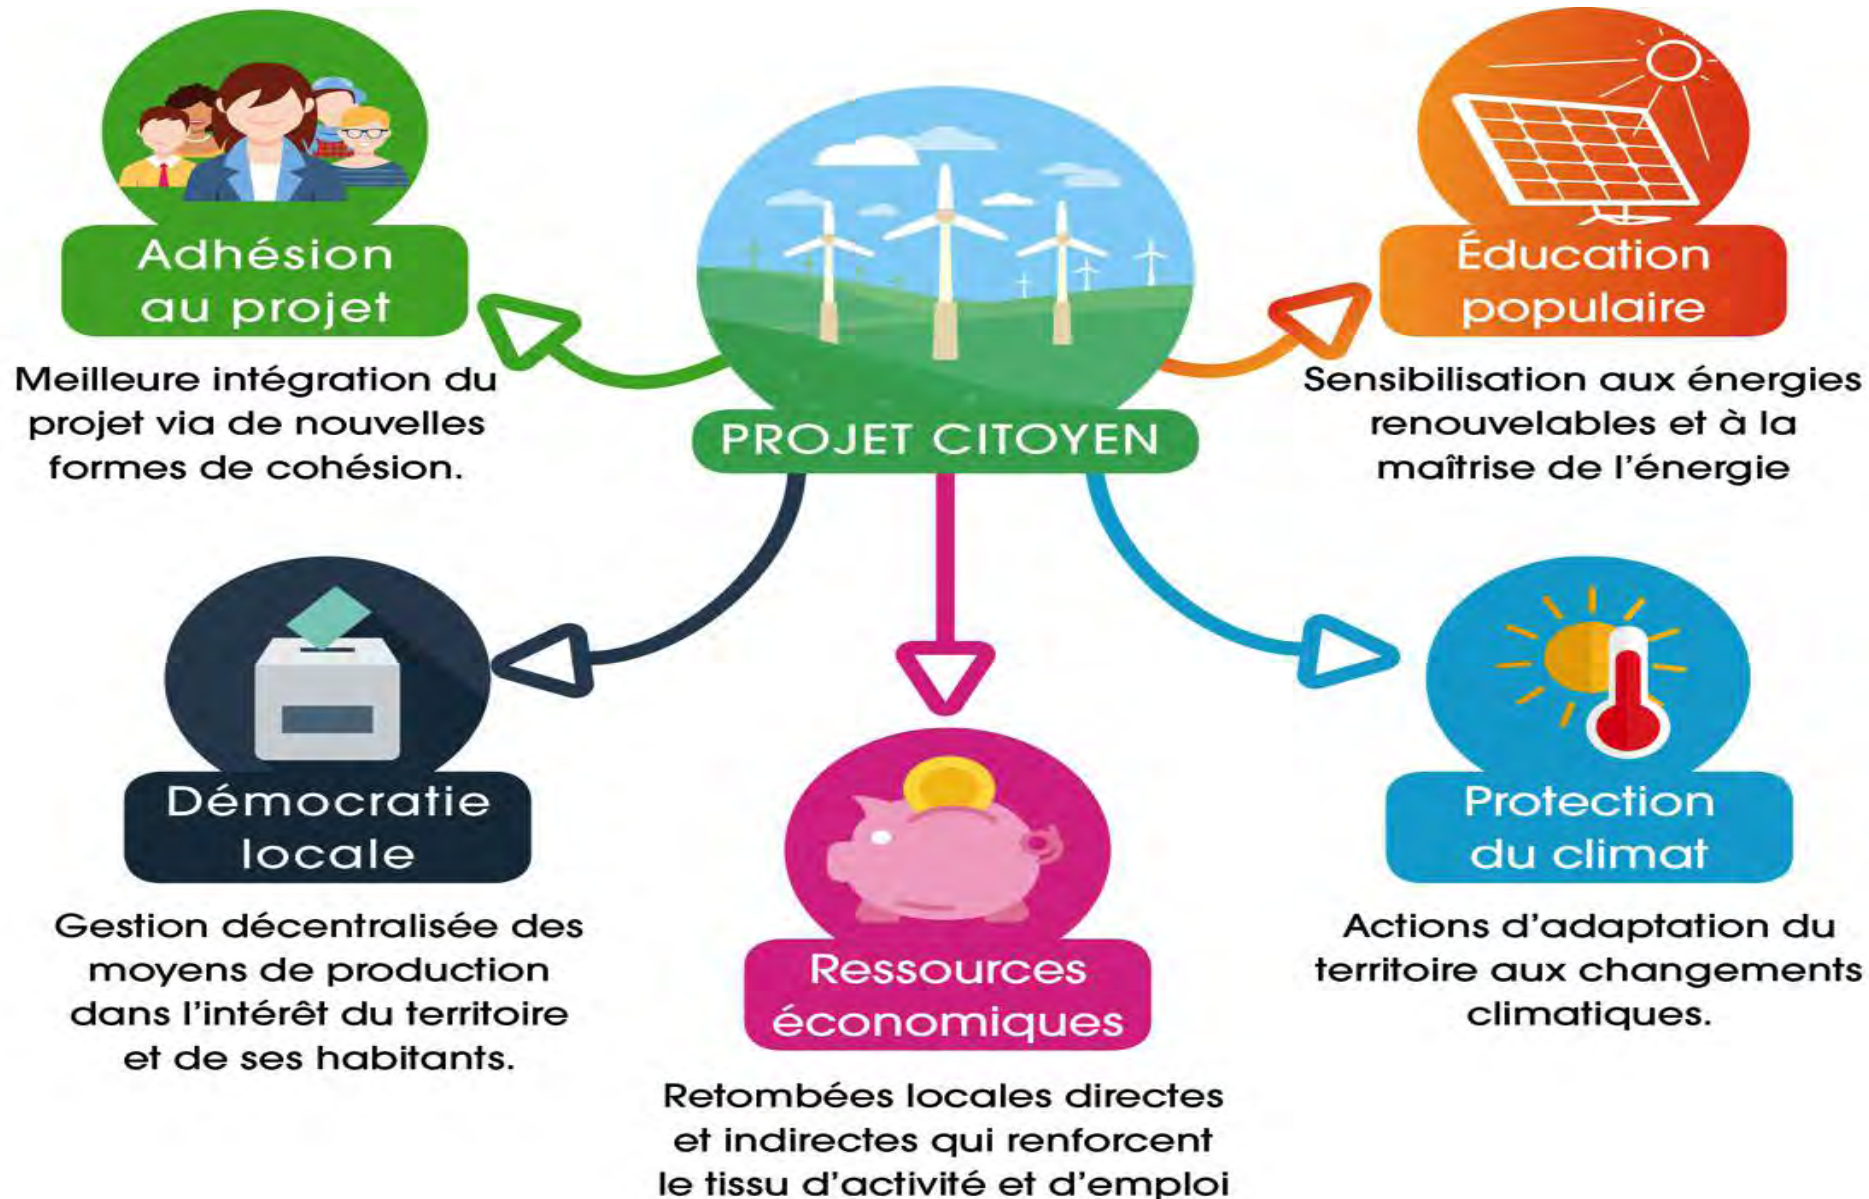 Adhésion
au projet
Meilleure intégration du
projet via de nouvelles
formes de cohésion.
PROJET CITOYEN
Éducation
populaire
Sensibilisation aux énergies
renouvelables et à la
maîtrise de l'énergie
Démocratie
locale
Gestion décentralisée des
moyens de production
dans l'intérêt du territoire
et de ses habitants.
Ressources
économiques
Retombées locales directes
et indirectes qui renforcent
le tissu d'activité et d'emploi
Protection
du climat
Actions d'adaptation du
territoire aux changements
climatiques.